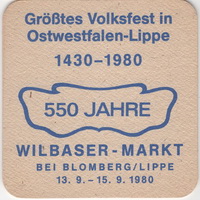 Größtes Volksfest in
Ostwestfalen-Lippe
1430-1980
550 JAHRE
WILBASER-MARKT
BEI BLOMBERG/LIPPE
13. 9. - 15. 9. 1980